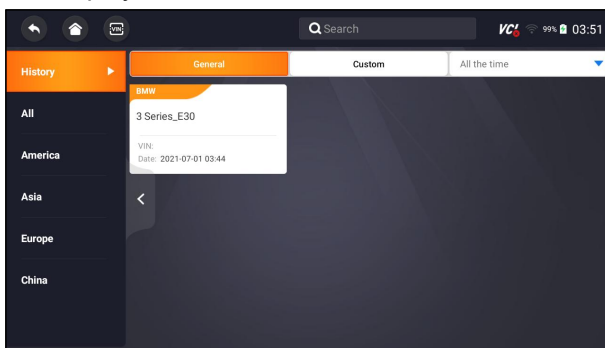 VIN
Search
VCI 99% 03:51
History
General
Custom
All the time
BMW
3 Series_E30
VIN:
Date: 2021-07-01 03:44
All
America
Asia
Europe
China